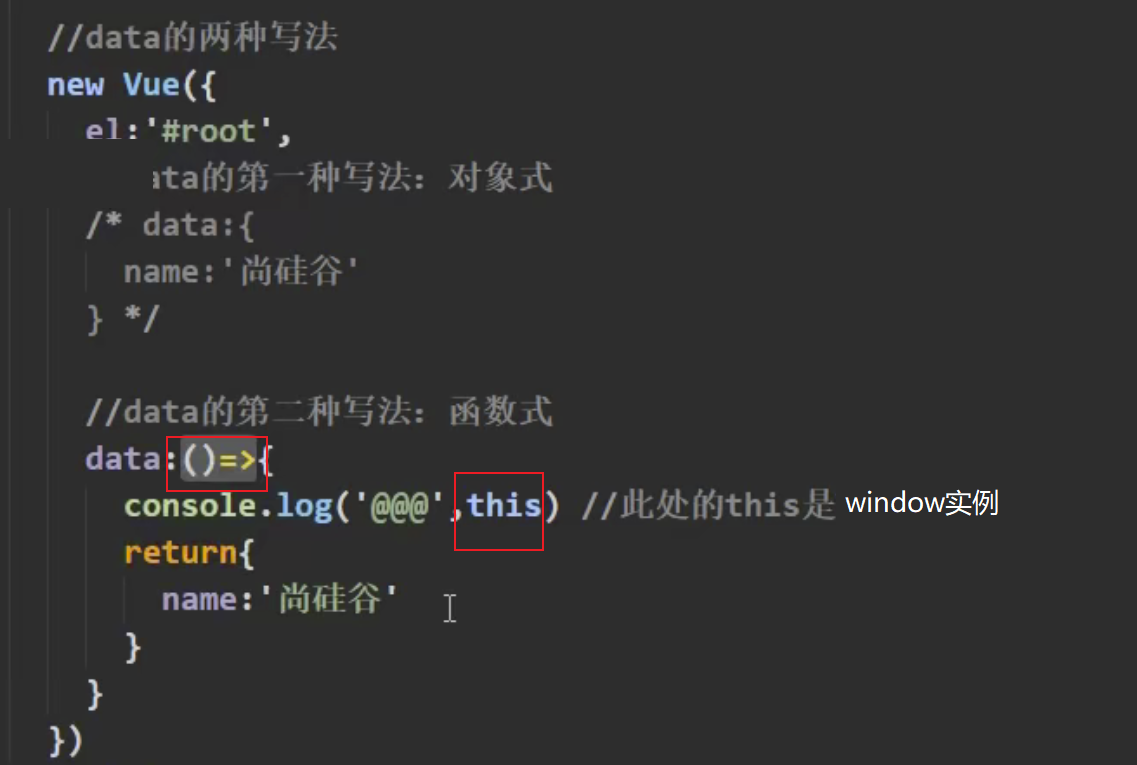 //data的两种写法
new Vue({
el:'#root',
ata的第一种写法：对象式
/* data:{
name:'尚硅谷'
} */
//data的第二种写法：函数式
data:()=>{
console.log('@@@',this) //此处的this是 window实例
return{
name:'尚硅谷'
}
}
})